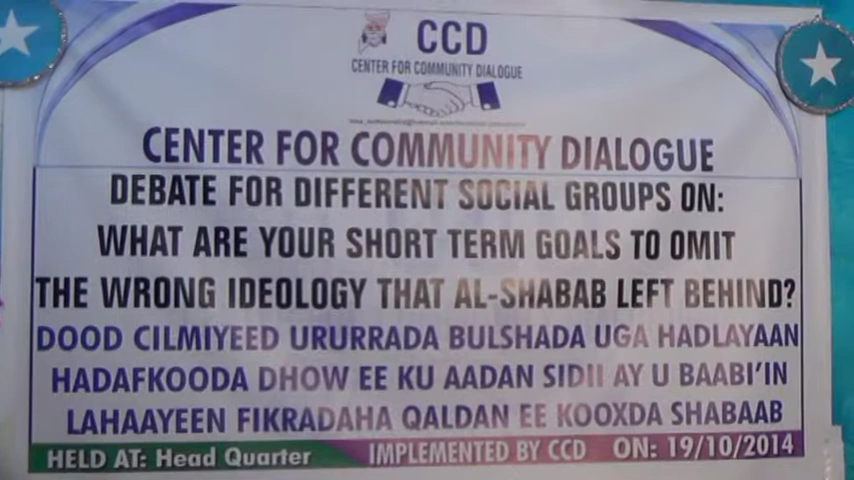 CCD
CENTER FOR COMMUNITY DIALOGUE
CENTER FOR COMMUNITY DIALOGUE
DEBATE FOR DIFFERENT SOCIAL GROUPS ON:
WHAT ARE YOUR SHORT TERM GOALS TO OMIT
THE WRONG IDEOLOGY THAT AL-SHABAB LEFT BEHIND?
DOOD CILMIYEED URURRADA BULSHADA UGA HADLAYAAN
HADAFKOODA DHOW EE KU AADAN SIDII AY U BAABI'IN
LAHAAYEEN FIKRADAHA QALDAN EE KOOXDA SHABAAB
HELD AT: Head Quarter IMPLEMENTED BY CCD ON: 19/10/2014